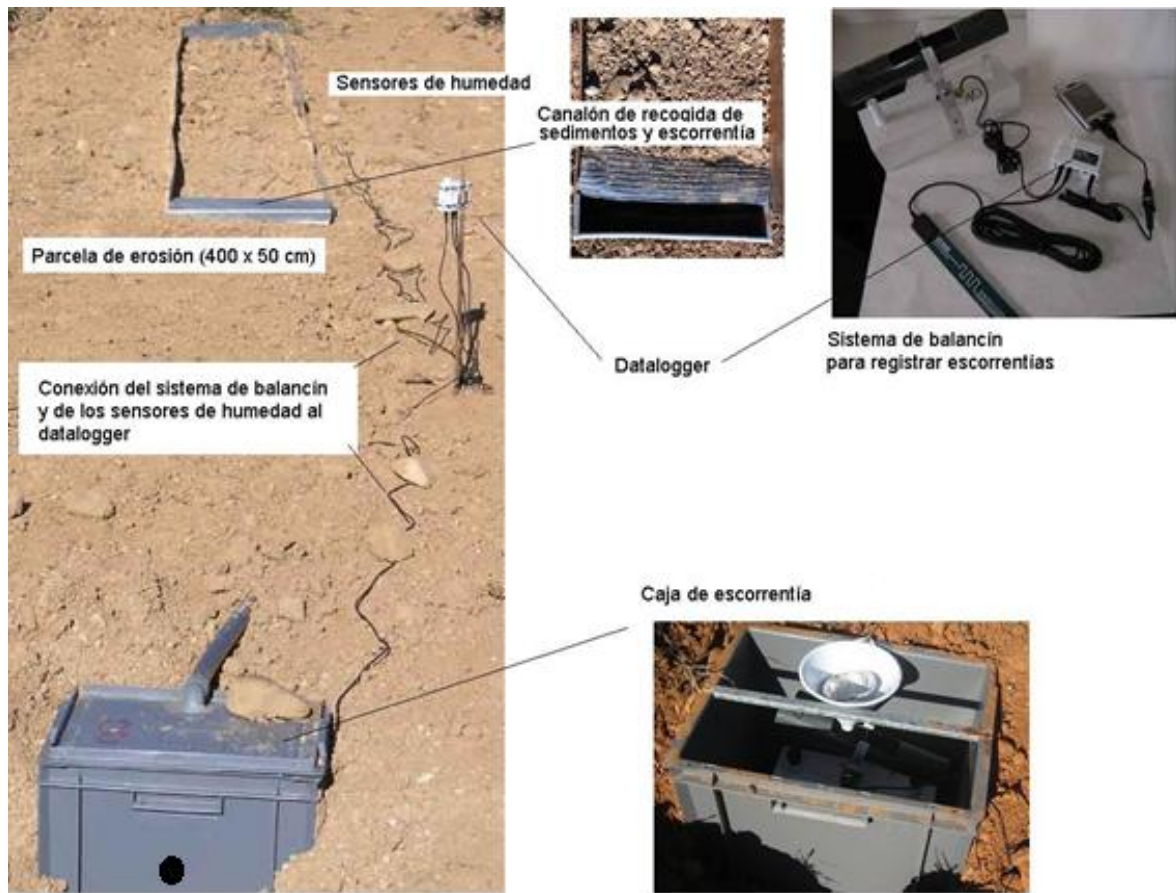 Sensores de humedad
Canalón de recogida de
sedimentos y escorrentía
Parcela de erosión (400 x 50 cm)
Sistema de balancín
para registrar escorrentías
Datalogger
Conexión del sistema de balancín
y de los sensores de humedad al
datalogger
Caja de escorrentía